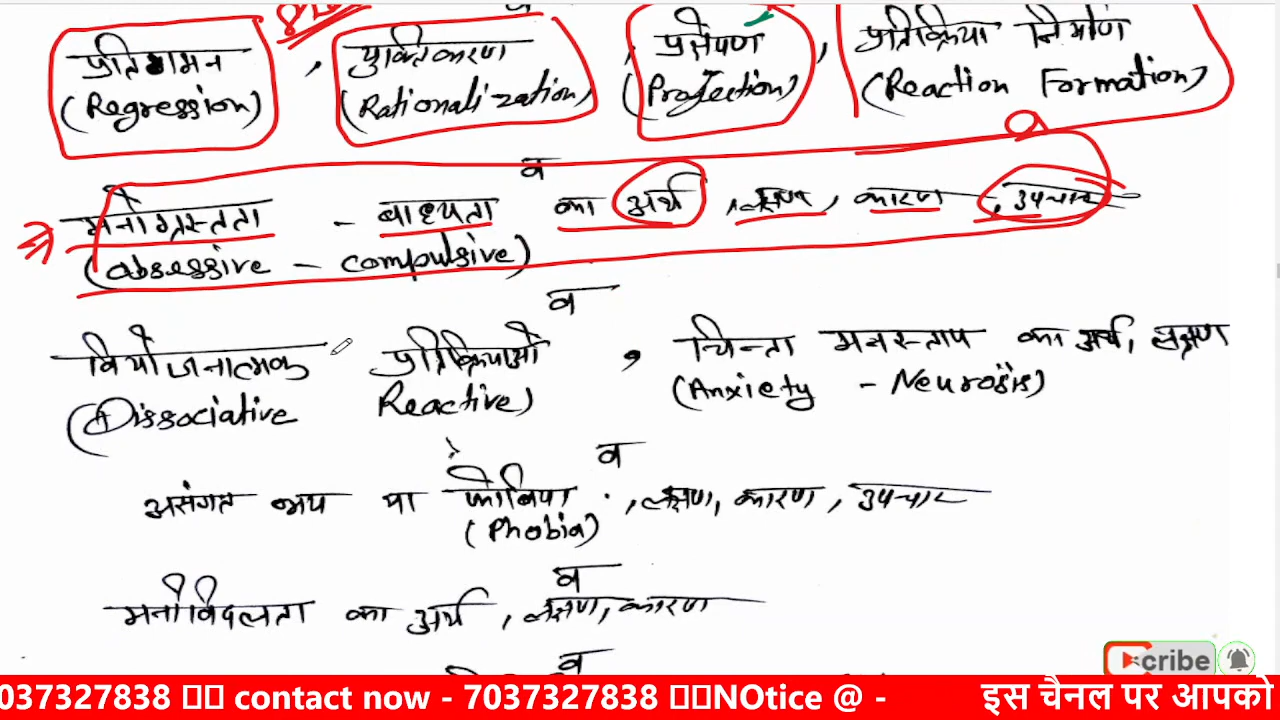 प्रतिगमन , युक्तिकरण , प्रक्षेपण , प्रतिक्रिया निर्माण
(Regression) (Rationalization) (Projection) (Reaction Formation)
व
मनोग्रस्तता - बाध्यता का अर्थ , लक्षण , कारण , उपचार
(obsessive - compulsive)
व
वियोजनात्मक प्रतिक्रियाओं , चिन्ता मनस्ताप का अर्थ, लक्षण
(Dissociative Reactive) (Anxiety - Neurosis)
व
असंगत भय या फोबिया , लक्षण, कारण, उपचार
(Phobia)
व
मनोविदलता का अर्थ , लक्षण, कारण
व
cribe
037327838 contact now - 7037327838 NOtice @ - इस चैनल पर आपको